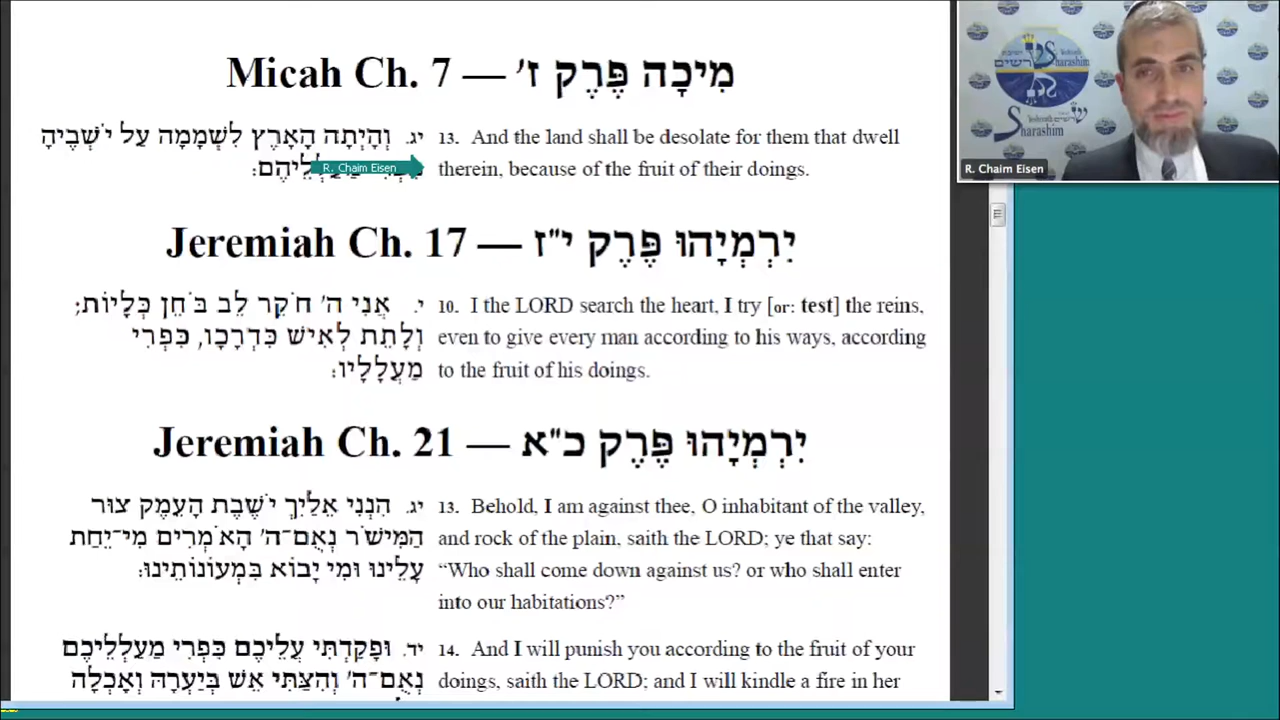 Micah Ch. 7 — מִיכָה פֶּרֶק ז'
יג. וְהָיְתָה הָאָרֶץ לִשְׁמָמָה עַל יֹשְׁבֶיהָ
13. And the land shall be desolate for them that dwell
therein, because of the fruit of their doings.
R. Chaim Eisen
Jeremiah Ch. 17 — יִרְמְיָהוּ פֶּרֶק י"ז
י. אֲנִי ה' חֹקֵר לֵב בֹּחֵן כְּלָיוֹת;
וְלָתֵת לְאִישׁ כִּדְרָכָו, כִּפְרִי
מַעֲלָלָיו:
10. I the LORD search the heart, I try [or: test] the reins,
even to give every man according to his ways, according
to the fruit of his doings.
Jeremiah Ch. 21 — יִרְמְיָהוּ פֶּרֶק כ"א
יג. הִנְנִי אֵלַיִךְ יֹשֶׁבֶת הָעֵמֶק צוּר
הַמִּישֹׁר נְאֻם־ה' הָאֹמְרִים מִי־יֵחַת
עָלֵינוּ וּמִי יָבוֹא בִּמְעוֹנוֹתֵינוּ:
13. Behold, I am against thee, O inhabitant of the valley,
and rock of the plain, saith the LORD; ye that say:
“Who shall come down against us? or who shall enter
into our habitations?”
יד. וּפָקַדְתִּי עֲלֵיכֶם כִּפְרִי מַעַלְלֵיכֶם
נְאֻם־ה' וְהִצַּתִּי אֵשׁ בְּיַעְרָהּ וְאָכְלָה
14. And I will punish you according to the fruit of your
doings, saith the LORD; and I will kindle a fire in her
Yeshivath
Sharashim
שרשים
Sharashim
R. Chaim Eisen